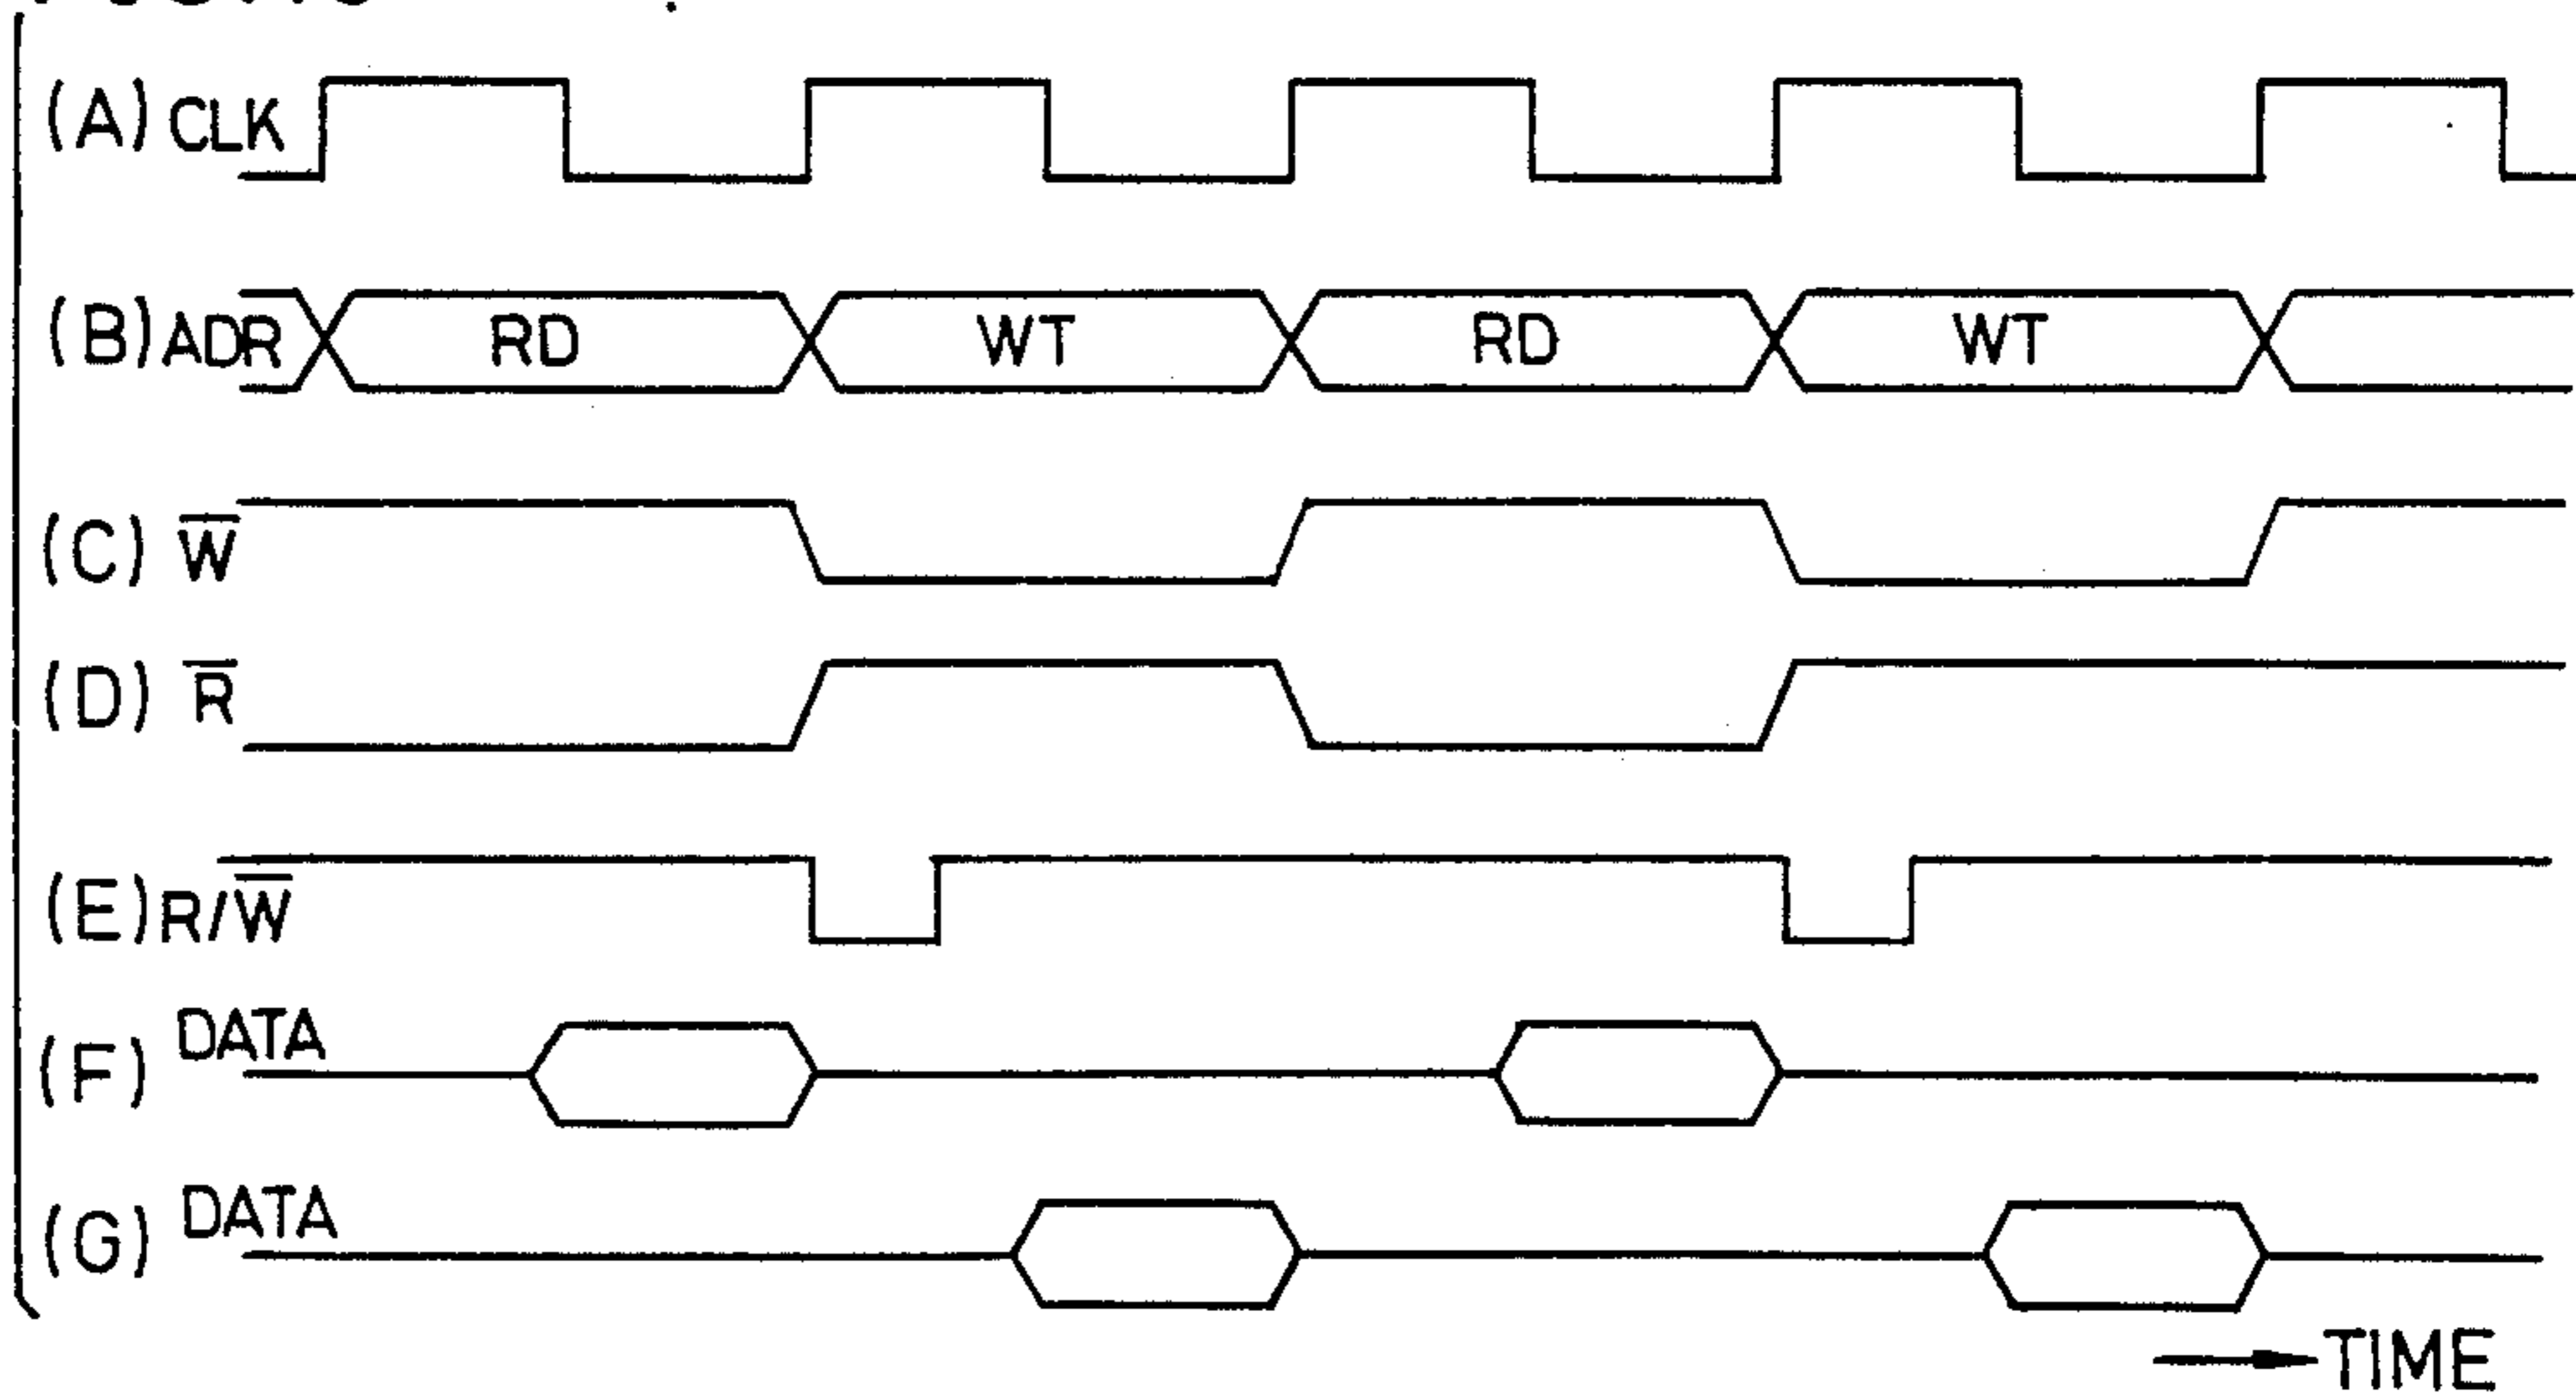 (A) CLK
(B) ADR RD WT RD WT
(C) W̅
(D) R̅
(E) R/W̅
(F) DATA
(G) DATA
TIME